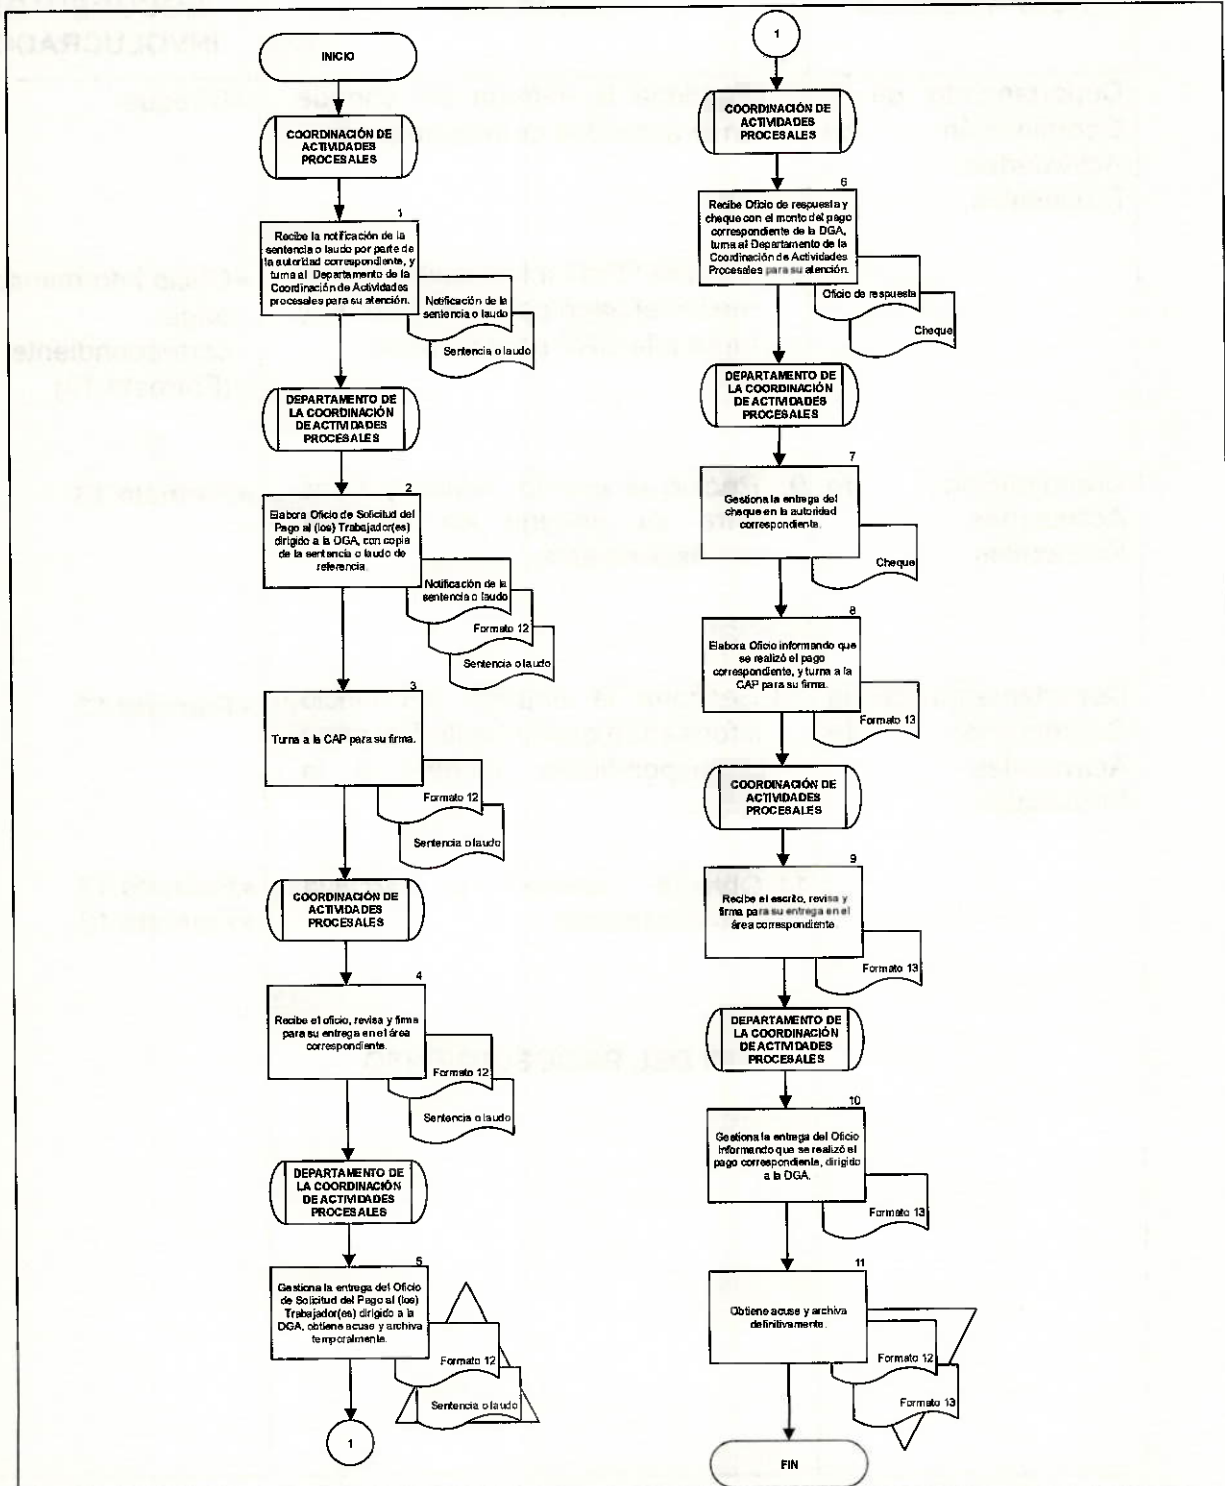 INVOLUCRADO
INICIO
COORDINACIÓN DE
ACTIVIDADES
PROCESALES
1
Recibe la notificación de la
sentencia o laudo por parte de
la autoridad correspondiente, y
turna al Departamento de la
Coordinación de Actividades
procesales para su atención.
Notificación de la
sentencia o laudo
Sentencia o laudo
DEPARTAMENTO DE
LA COORDINACIÓN
DE ACTIVIDADES
PROCESALES
2
Elabora Oficio de Solicitud del
Pago al (los) Trabajador(es)
dirigido a la DGA, con copia
de la sentencia o laudo de
referencia.
Notificación de la
sentencia o laudo
Formato 12
Sentencia o laudo
3
Turna a la CAP para su firma.
Formato 12
Sentencia o laudo
COORDINACIÓN DE
ACTIVIDADES
PROCESALES
4
Recibe el oficio, revisa y firma
para su entrega en el área
correspondiente.
Formato 12
Sentencia o laudo
DEPARTAMENTO DE
LA COORDINACIÓN
DE ACTIVIDADES
PROCESALES
5
Gestiona la entrega del Oficio
de Solicitud del Pago al (los)
Trabajador(es) dirigido a la
DGA, obtiene acuse y archiva
temporalmente.
Formato 12
Sentencia o laudo
1
1
COORDINACIÓN DE
ACTIVIDADES
PROCESALES
6
Recibe Oficio de respuesta y
cheque con el monto del pago
correspondiente de la DGA,
turna al Departamento de la
Coordinación de Actividades
Procesales para su atención.
Oficio de respuesta
Cheque
DEPARTAMENTO DE
LA COORDINACIÓN
DE ACTIVIDADES
PROCESALES
7
Gestiona la entrega del
cheque en la autoridad
correspondiente.
Cheque
8
Elabora Oficio informando que
se realizó el pago
correspondiente, y turna a la
CAP para su firma.
Formato 13
COORDINACIÓN DE
ACTIVIDADES
PROCESALES
9
Recibe el escrito, revisa y
firma para su entrega en el
área correspondiente
Formato 13
DEPARTAMENTO DE
LA COORDINACIÓN
DE ACTIVIDADES
PROCESALES
10
Gestiona la entrega del Oficio
Informando que se realizó el
pago correspondiente, dirigido
a la DGA.
Formato 13
11
Obtiene acuse y archiva
definitivamente.
Formato 12
Formato 13
FIN